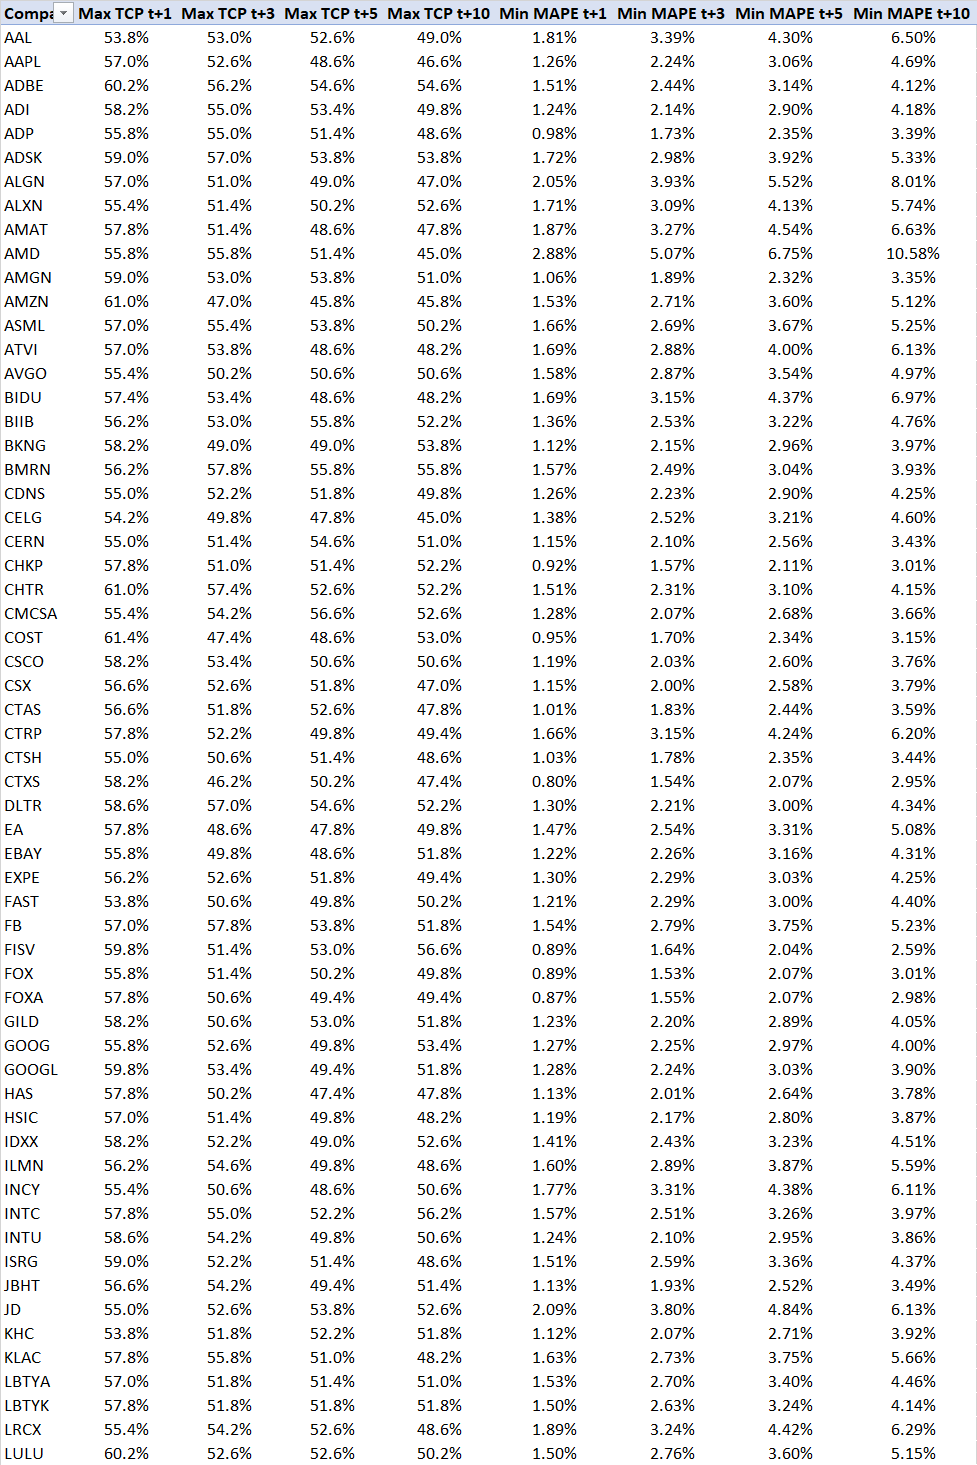 Compa Max TCP t+1 Max TCP t+3 Max TCP t+5 Max TCP t+10 Min MAPE t+1 Min MAPE t+3 Min MAPE t+5 Min MAPE t+10
AAL 53.8% 53.0% 52.6% 49.0% 1.81% 3.39% 4.30% 6.50%
AAPL 57.0% 52.6% 48.6% 46.6% 1.26% 2.24% 3.06% 4.69%
ADBE 60.2% 56.2% 54.6% 54.6% 1.51% 2.44% 3.14% 4.12%
ADI 58.2% 55.0% 53.4% 49.8% 1.24% 2.14% 2.90% 4.18%
ADP 55.8% 55.0% 51.4% 48.6% 0.98% 1.73% 2.35% 3.39%
ADSK 59.0% 57.0% 53.8% 53.8% 1.72% 2.98% 3.92% 5.33%
ALGN 57.0% 51.0% 49.0% 47.0% 2.05% 3.93% 5.52% 8.01%
ALXN 55.4% 51.4% 50.2% 52.6% 1.71% 3.09% 4.13% 5.74%
AMAT 57.8% 51.4% 48.6% 47.8% 1.87% 3.27% 4.54% 6.63%
AMD 55.8% 55.8% 51.4% 45.0% 2.88% 5.07% 6.75% 10.58%
AMGN 59.0% 53.0% 53.8% 51.0% 1.06% 1.89% 2.32% 3.35%
AMZN 61.0% 47.0% 45.8% 45.8% 1.53% 2.71% 3.60% 5.12%
ASML 57.0% 55.4% 53.8% 50.2% 1.66% 2.69% 3.67% 5.25%
ATVI 57.0% 53.8% 48.6% 48.2% 1.69% 2.88% 4.00% 6.13%
AVGO 55.4% 50.2% 50.6% 50.6% 1.58% 2.87% 3.54% 4.97%
BIDU 57.4% 53.4% 48.6% 48.2% 1.69% 3.15% 4.37% 6.97%
BIIB 56.2% 53.0% 55.8% 52.2% 1.36% 2.53% 3.22% 4.76%
BKNG 58.2% 49.0% 49.0% 53.8% 1.12% 2.15% 2.96% 3.97%
BMRN 56.2% 57.8% 55.8% 55.8% 1.57% 2.49% 3.04% 3.93%
CDNS 55.0% 52.2% 51.8% 49.8% 1.26% 2.23% 2.90% 4.25%
CELG 54.2% 49.8% 47.8% 45.0% 1.38% 2.52% 3.21% 4.60%
CERN 55.0% 51.4% 54.6% 51.0% 1.15% 2.10% 2.56% 3.43%
CHKP 57.8% 51.0% 51.4% 52.2% 0.92% 1.57% 2.11% 3.01%
CHTR 61.0% 57.4% 52.6% 52.2% 1.51% 2.31% 3.10% 4.15%
CMCSA 55.4% 54.2% 56.6% 52.6% 1.28% 2.07% 2.68% 3.66%
COST 61.4% 47.4% 48.6% 53.0% 0.95% 1.70% 2.34% 3.15%
CSCO 58.2% 53.4% 50.6% 50.6% 1.19% 2.03% 2.60% 3.76%
CSX 56.6% 52.6% 51.8% 47.0% 1.15% 2.00% 2.58% 3.79%
CTAS 56.6% 51.8% 52.6% 47.8% 1.01% 1.83% 2.44% 3.59%
CTRP 57.8% 52.2% 49.8% 49.4% 1.66% 3.15% 4.24% 6.20%
CTSH 55.0% 50.6% 51.4% 48.6% 1.03% 1.78% 2.35% 3.44%
CTXS 58.2% 46.2% 50.2% 47.4% 0.80% 1.54% 2.07% 2.95%
DLTR 58.6% 57.0% 54.6% 52.2% 1.30% 2.21% 3.00% 4.34%
EA 57.8% 48.6% 47.8% 49.8% 1.47% 2.54% 3.31% 5.08%
EBAY 55.8% 49.8% 48.6% 51.8% 1.22% 2.26% 3.16% 4.31%
EXPE 56.2% 52.6% 51.8% 49.4% 1.30% 2.29% 3.03% 4.25%
FAST 53.8% 50.6% 49.8% 50.2% 1.21% 2.29% 3.00% 4.40%
FB 57.0% 57.8% 53.8% 51.8% 1.54% 2.79% 3.75% 5.23%
FISV 59.8% 51.4% 53.0% 56.6% 0.89% 1.64% 2.04% 2.59%
FOX 55.8% 51.4% 50.2% 49.8% 0.89% 1.53% 2.07% 3.01%
FOXA 57.8% 50.6% 49.4% 49.4% 0.87% 1.55% 2.07% 2.98%
GILD 58.2% 50.6% 53.0% 51.8% 1.23% 2.20% 2.89% 4.05%
GOOG 55.8% 52.6% 49.8% 53.4% 1.27% 2.25% 2.97% 4.00%
GOOGL 59.8% 53.4% 49.4% 51.8% 1.28% 2.24% 3.03% 3.90%
HAS 57.8% 50.2% 47.4% 47.8% 1.13% 2.01% 2.64% 3.78%
HSIC 57.0% 51.4% 49.8% 48.2% 1.19% 2.17% 2.80% 3.87%
IDXX 58.2% 52.2% 49.0% 52.6% 1.41% 2.43% 3.23% 4.51%
ILMN 56.2% 54.6% 49.8% 48.6% 1.60% 2.89% 3.87% 5.59%
INCY 55.4% 50.6% 48.6% 50.6% 1.77% 3.31% 4.38% 6.11%
INTC 57.8% 55.0% 52.2% 56.2% 1.57% 2.51% 3.26% 3.97%
INTU 58.6% 54.2% 49.8% 50.6% 1.24% 2.10% 2.95% 3.86%
ISRG 59.0% 52.2% 51.4% 48.6% 1.51% 2.59% 3.36% 4.37%
JBHT 56.6% 54.2% 49.4% 51.4% 1.13% 1.93% 2.52% 3.49%
JD 55.0% 52.6% 53.8% 52.6% 2.09% 3.80% 4.84% 6.13%
KHC 53.8% 51.8% 52.2% 51.8% 1.12% 2.07% 2.71% 3.92%
KLAC 57.8% 55.8% 51.0% 48.2% 1.63% 2.73% 3.75% 5.66%
LBTYA 57.0% 51.8% 51.4% 51.0% 1.53% 2.70% 3.40% 4.46%
LBTYK 57.8% 51.8% 51.8% 51.8% 1.50% 2.63% 3.24% 4.14%
LRCX 55.4% 54.2% 52.6% 48.6% 1.89% 3.24% 4.42% 6.29%
LULU 60.2% 52.6% 52.6% 50.2% 1.50% 2.76% 3.60% 5.15%